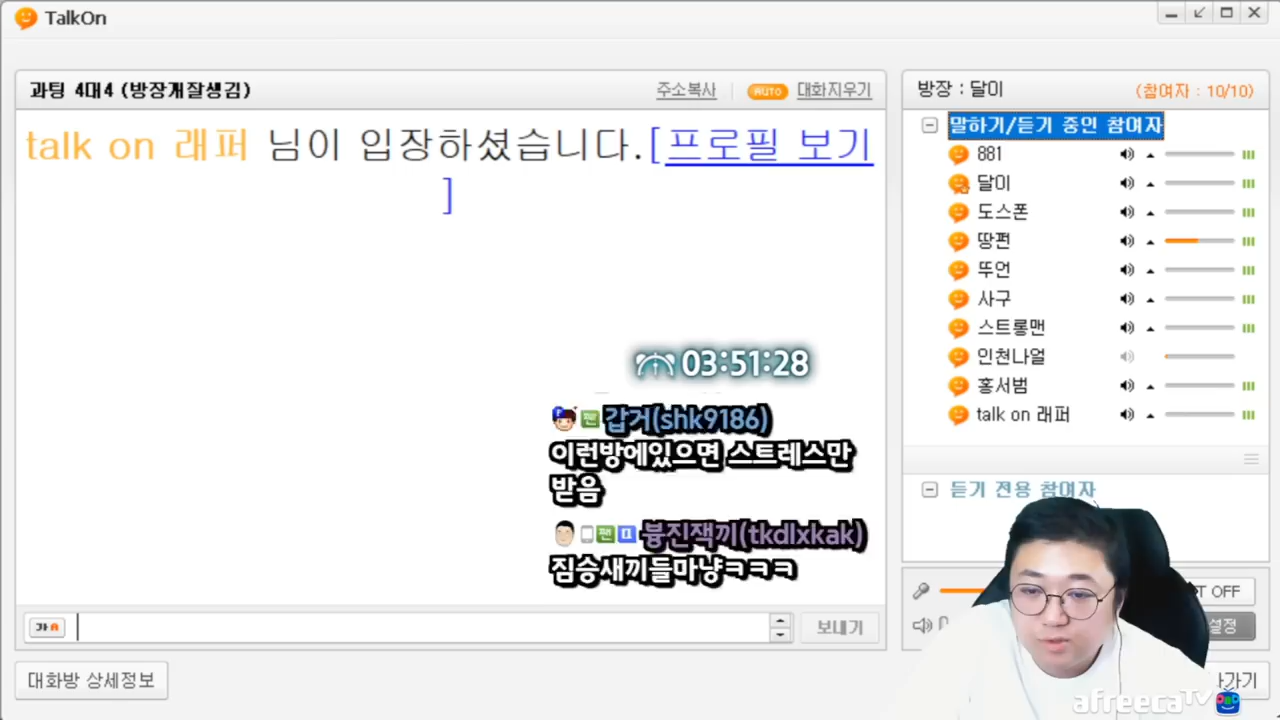 TalkOn
과팅 4대4 (방장개잘생김)
주소복사
AUTO
대화지우기
talk on 래퍼 님이 입장하셨습니다.[프로필 보기
]
03:51:28
갑거(shk9186)
이런방에있으면 스트레스만
받음
팬
븅진잭끼(tkdlxkak)
짐승새끼들마냥ㅋㅋㅋ
팬
가
보내기
대화방 상세정보
방장 : 달이
(참여자 : 10/10)
말하기/듣기 중인 참여자
881
달이
도스폰
땅펀
뚜언
사구
스트롱맨
인천나얼
홍서범
talk on 래퍼
듣기 전용 참여자
T OFF
설정
나가기
afreecaTV